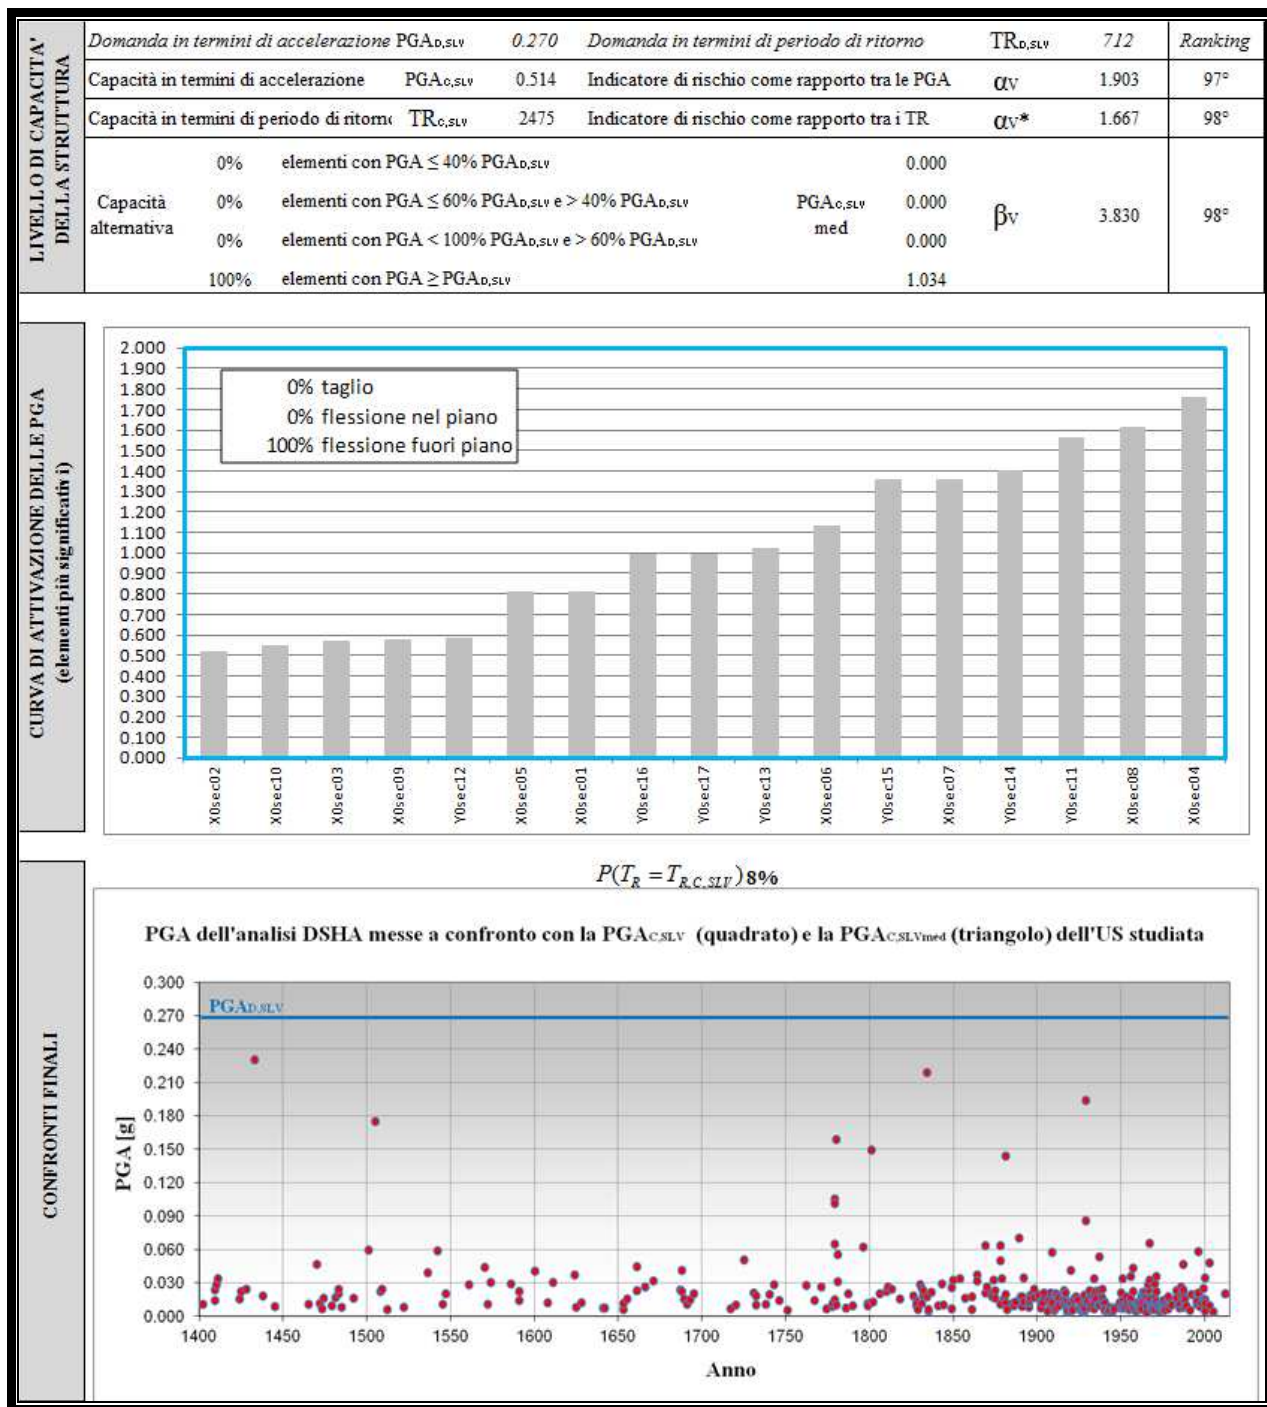 LIVELLO DI CAPACITA' DELLA STRUTTURA
Domanda in termini di accelerazione PGAD,SLV 0.270 Domanda in termini di periodo di ritorno TRD,SLV 712 Ranking
Capacità in termini di accelerazione PGAC,SLV 0.514 Indicatore di rischio come rapporto tra le PGA αV 1.903 97°
Capacità in termini di periodo di ritorno TRC,SLV 2475 Indicatore di rischio come rapporto tra i TR αV* 1.667 98°
Capacità alternativa
0% elementi con PGA ≤ 40% PGAD,SLV 0.000
0% elementi con PGA ≤ 60% PGAD,SLV e > 40% PGAD,SLV 0.000
0% elementi con PGA < 100% PGAD,SLV e > 60% PGAD,SLV 0.000
100% elementi con PGA ≥ PGAD,SLV 1.034
PGAC,SLV med
βV 3.830 98°
CURVA DI ATTIVAZIONE DELLE PGA
(elementi più significativi)
2.000
1.900
1.800
1.700
1.600
1.500
1.400
1.300
1.200
1.100
1.000
0.900
0.800
0.700
0.600
0.500
0.400
0.300
0.200
0.100
0.000
0% taglio
0% flessione nel piano
100% flessione fuori piano
X0sec02 X0sec10 X0sec03 X0sec09 Y0sec12 X0sec05 X0sec01 Y0sec16 Y0sec17 Y0sec13 X0sec06 Y0sec15 X0sec07 Y0sec14 Y0sec11 X0sec08 X0sec04
CONFRONTI FINALI
P(TR = TR,C,SLV) 8%
PGA dell'analisi DSHA messe a confronto con la PGAC,SLV (quadrato) e la PGAC,SLVmed (triangolo) dell'US studiata
PGA [g]
0.300
0.270
0.240
0.210
0.180
0.150
0.120
0.090
0.060
0.030
0.000
PGAD,SLV
1400 1450 1500 1550 1600 1650 1700 1750 1800 1850 1900 1950 2000
Anno